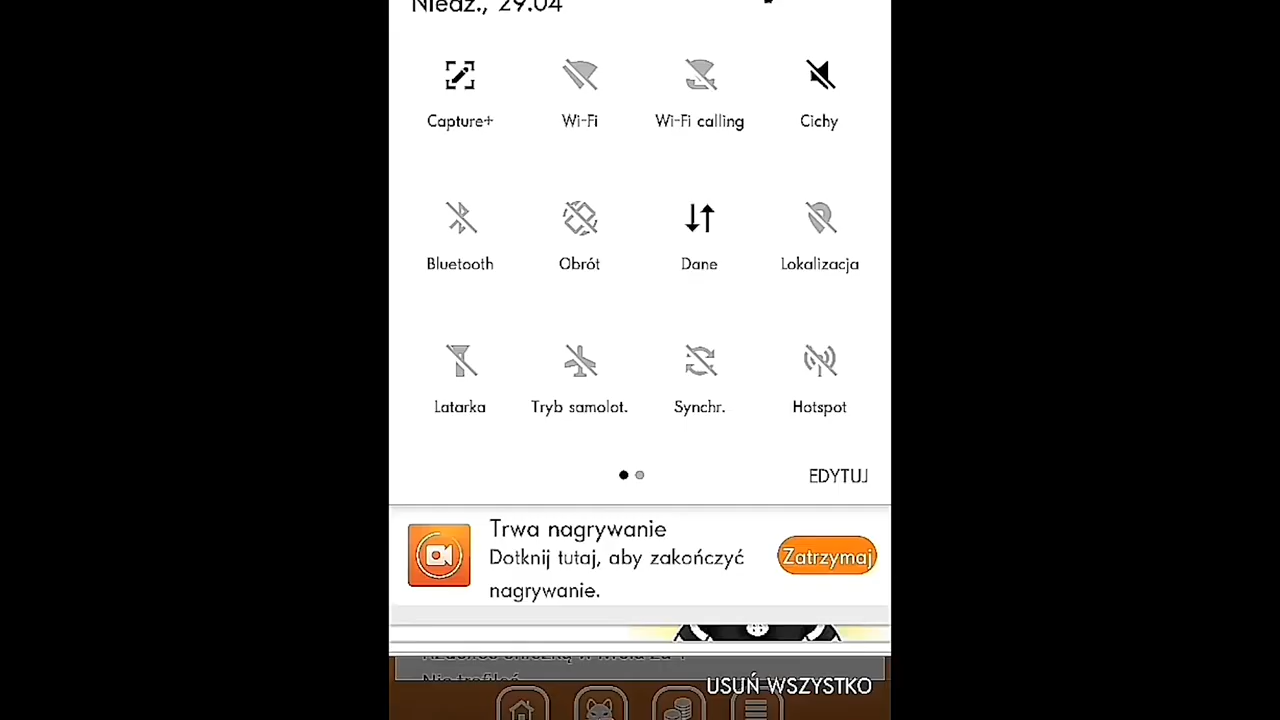 Niedz., 29.04
Capture+ Wi-Fi Wi-Fi calling Cichy
Bluetooth Obrót Dane Lokalizacja
Latarka Tryb samolot. Synchr. Hotspot
EDYTUJ
Trwa nagrywanie
Dotknij tutaj, aby zakończyć
nagrywanie.
Zatrzymaj
USUŃ WSZYSTKO